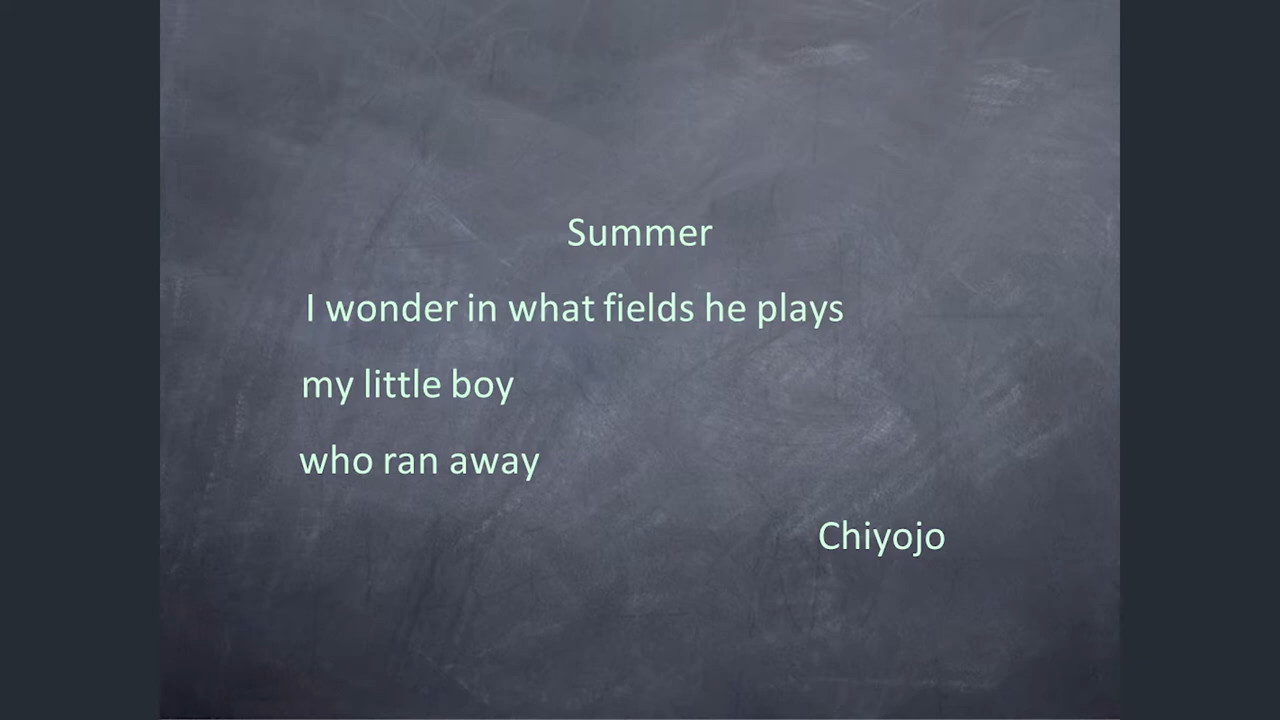 Summer
I wonder in what fields he plays
my little boy
who ran away
Chiyojo